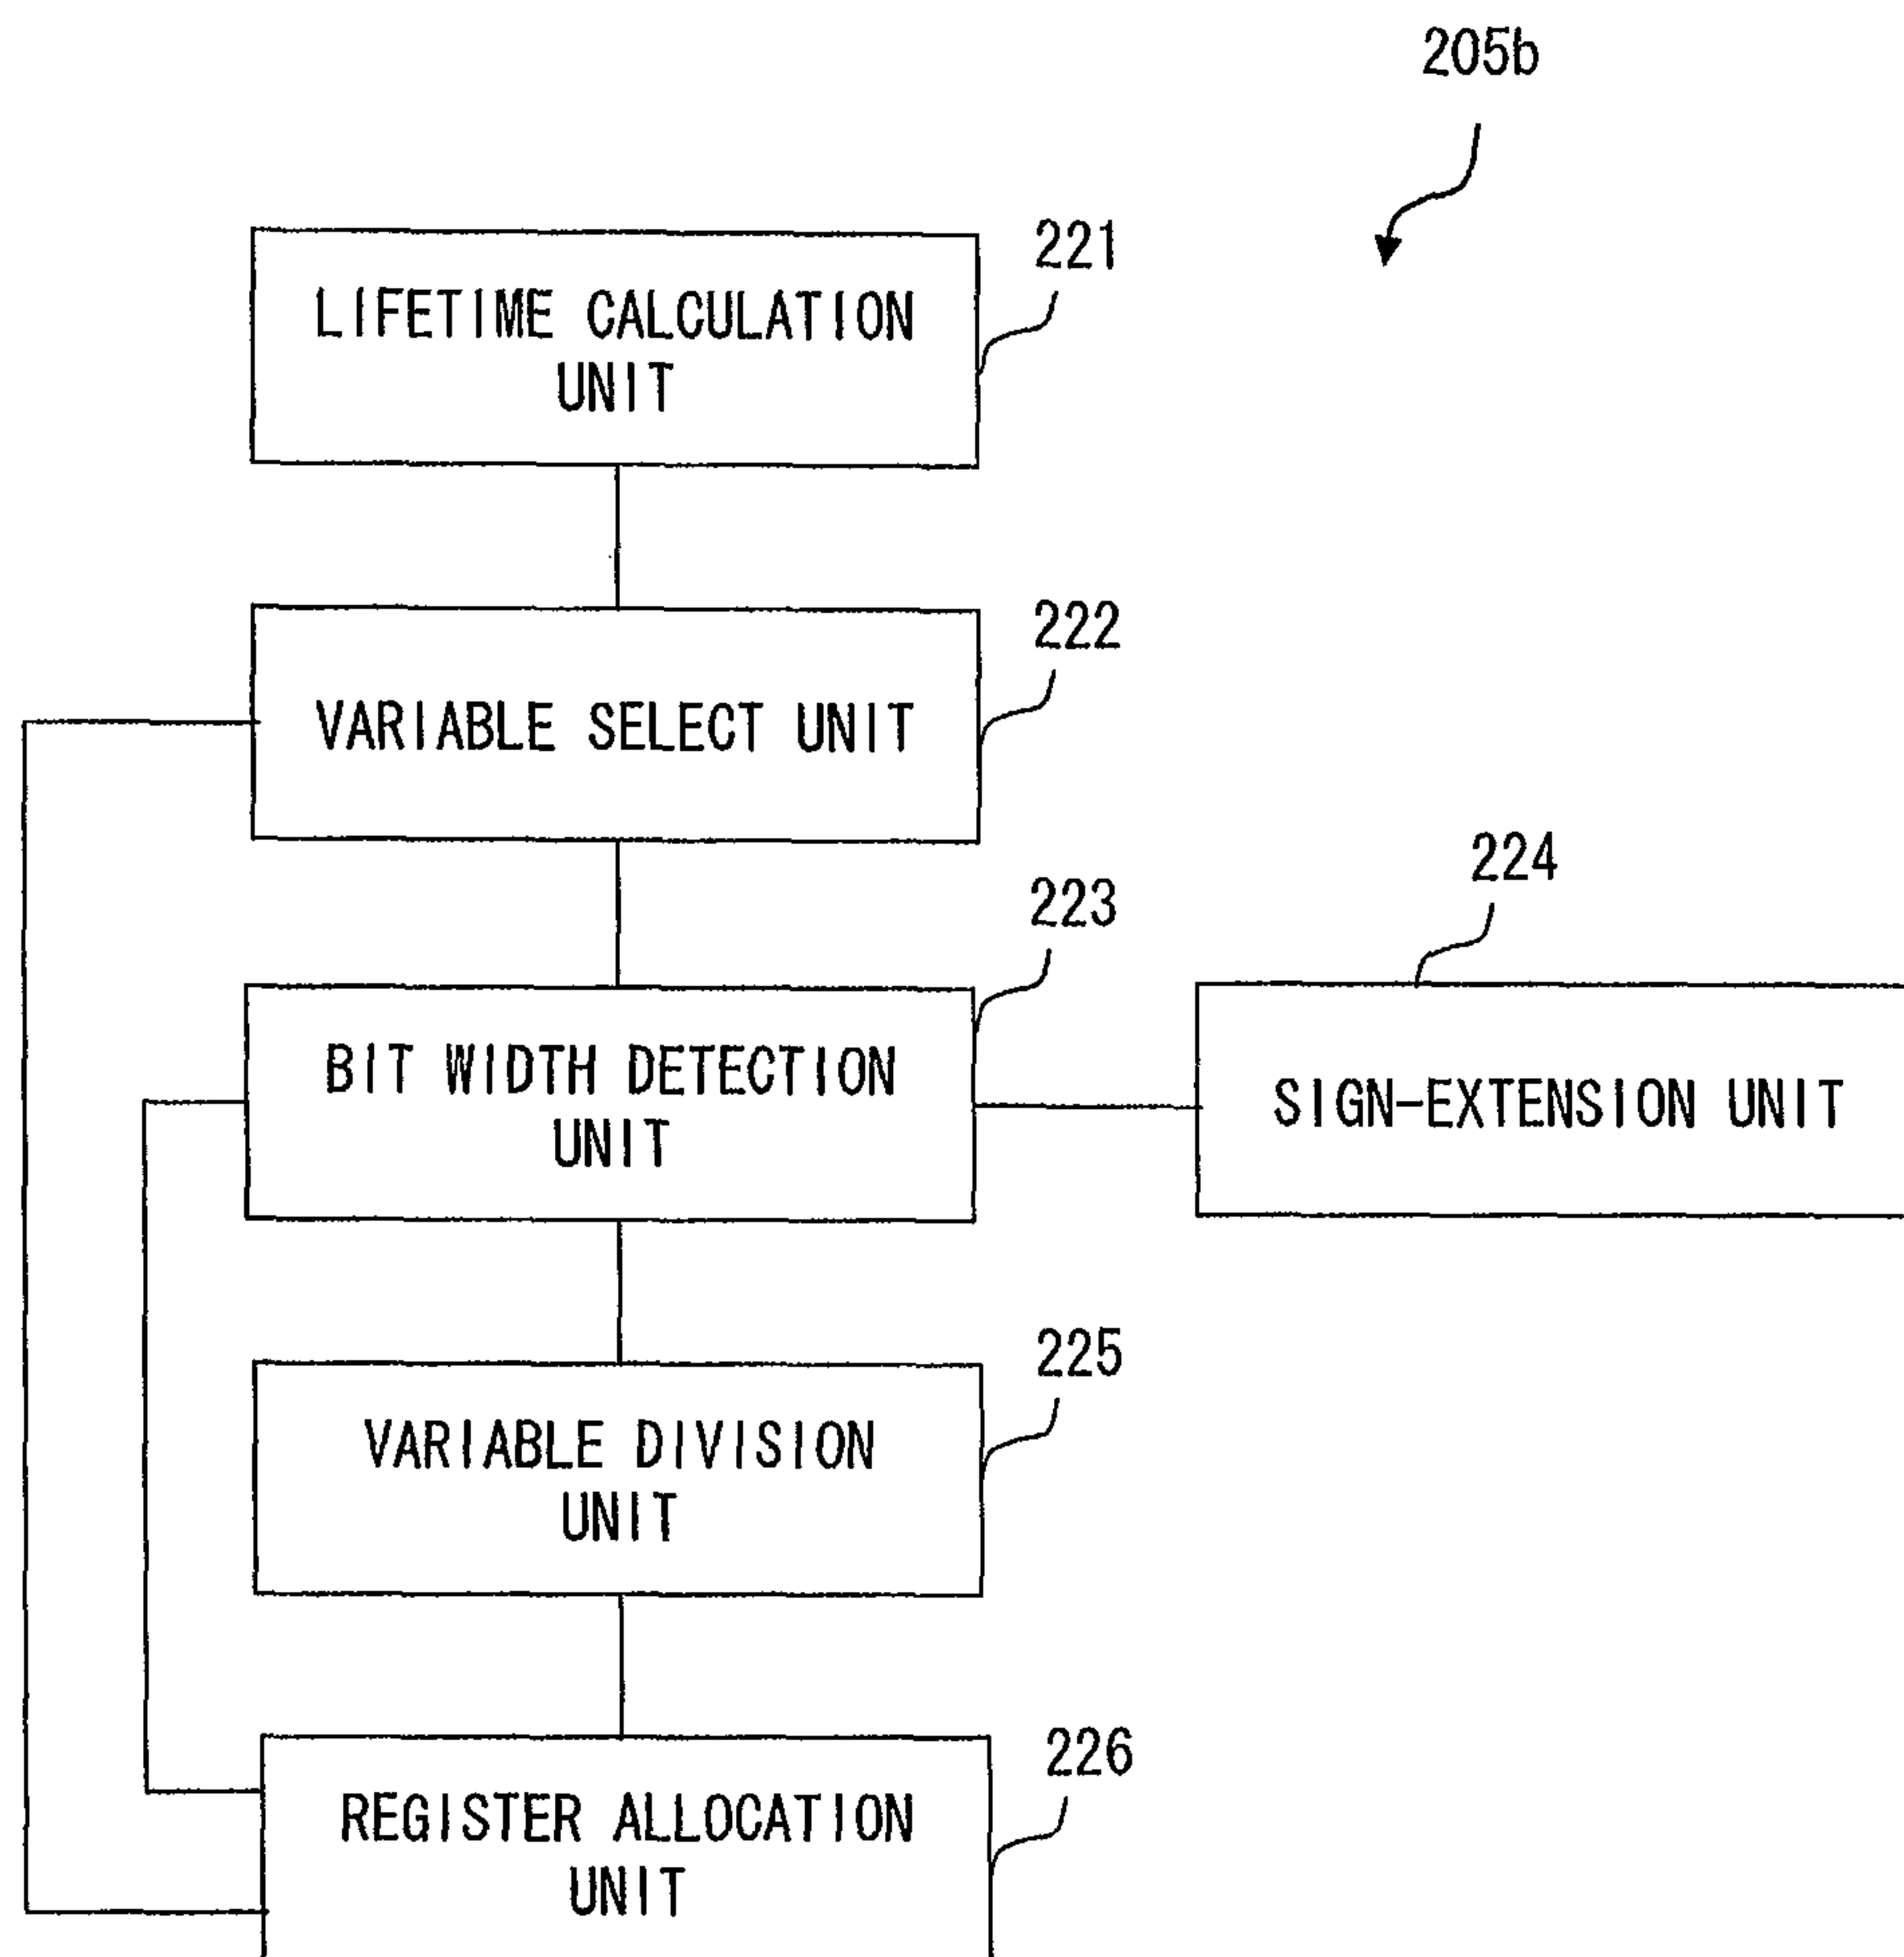 205b
221
LIFETIME CALCULATION
UNIT
222
VARIABLE SELECT UNIT
223
224
BIT WIDTH DETECTION
UNIT
SIGN-EXTENSION UNIT
225
VARIABLE DIVISION
UNIT
226
REGISTER ALLOCATION
UNIT